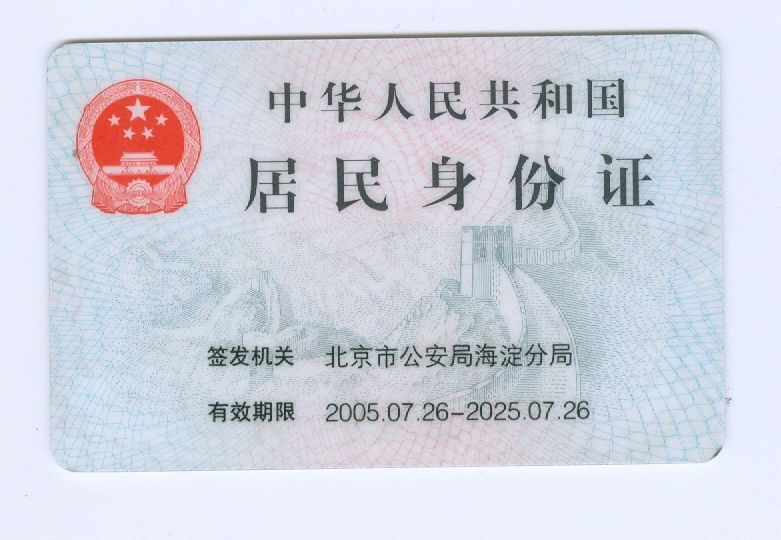 中华人民共和国
居民身份证
签发机关 北京市公安局海淀分局
有效期限 2005.07.26-2025.07.26